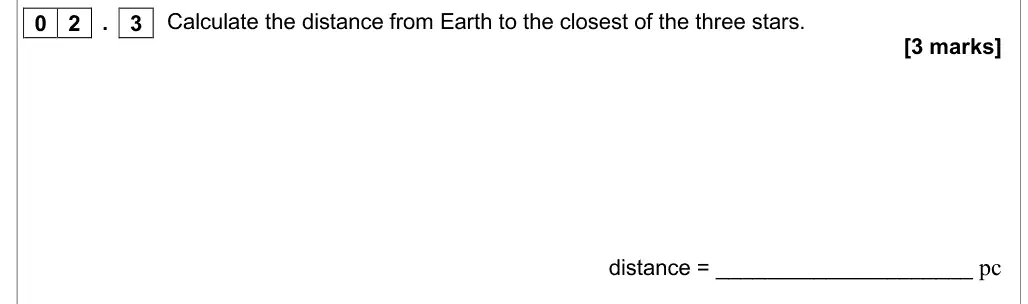 0 2 . 3 Calculate the distance from Earth to the closest of the three stars.
[3 marks]
distance = ______________________ pc